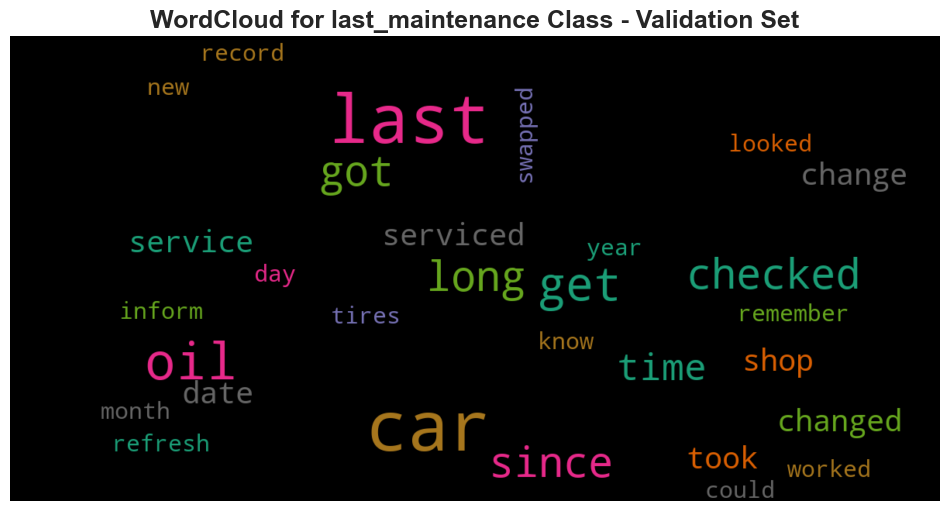 WordCloud for last_maintenance Class - Validation Set
record
new
last
swapped
looked
got
change
service
serviced
year
day
long
get
checked
inform
tires
remember
know
oil
time
shop
date
month
car
changed
refresh
since
took
worked
could